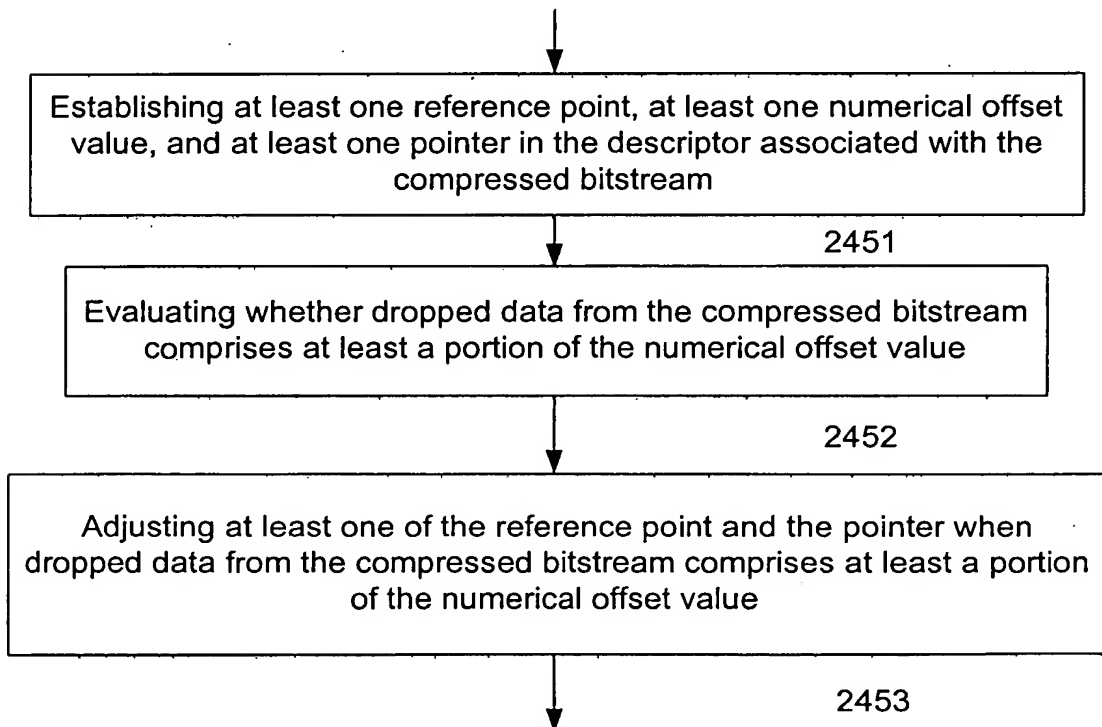 Establishing at least one reference point, at least one numerical offset
value, and at least one pointer in the descriptor associated with the
compressed bitstream
2451
Evaluating whether dropped data from the compressed bitstream
comprises at least a portion of the numerical offset value
2452
Adjusting at least one of the reference point and the pointer when
dropped data from the compressed bitstream comprises at least a portion
of the numerical offset value
2453